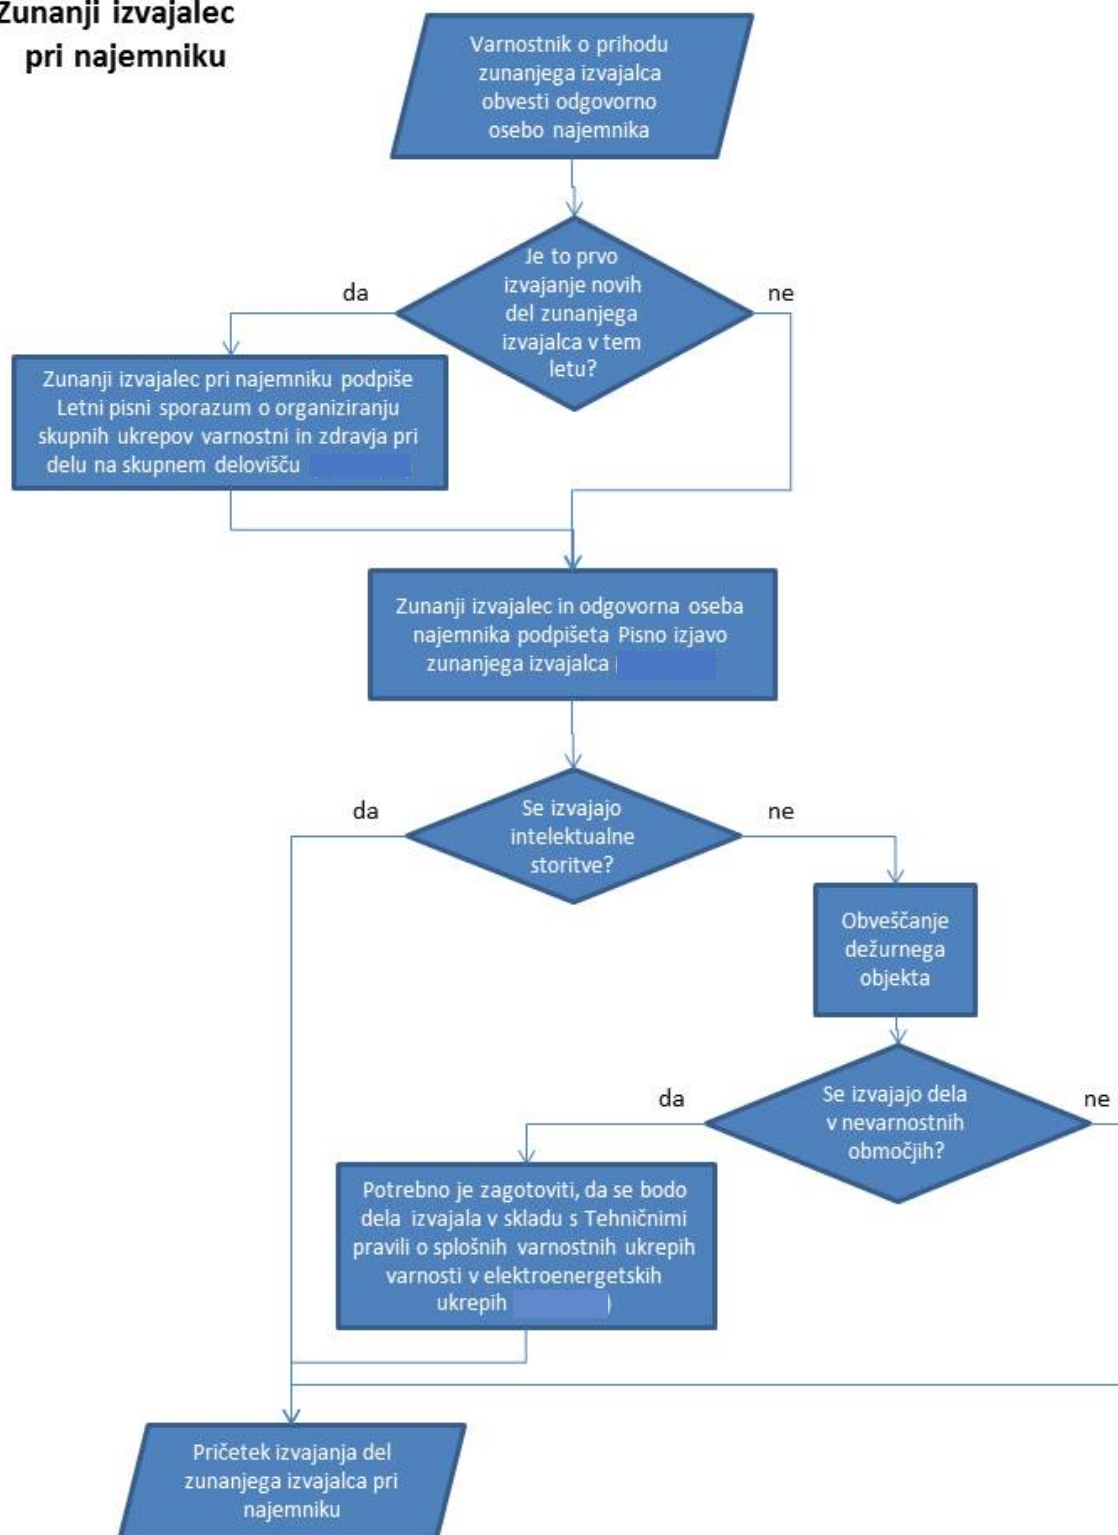 Zunanji izvajalec
pri najemniku
Varnostnik o prihodu
zunanjega izvajalca
obvesti odgovorno
osebo najemnika
Je to prvo
izvajanje novih
del zunanjega
izvajalca v tem
letu?
da
ne
Zunanji izvajalec pri najemniku podpiše
Letni pisni sporazum o organiziranju
skupnih ukrepov varnostni in zdravja pri
delu na skupnem delovišču
Zunanji izvajalec in odgovorna oseba
najemnika podpišeta Pisno izjavo
zunanjega izvajalca (
Se izvajajo
intelektualne
storitve?
da
ne
Obveščanje
dežurnega
objekta
Se izvajajo dela
v nevarnostnih
območjih?
da
ne
Potrebno je zagotoviti, da se bodo
dela izvajala v skladu s Tehničnimi
pravili o splošnih varnostnih ukrepih
varnosti v elektroenergetskih
ukrepih )
Pričetek izvajanja del
zunanjega izvajalca pri
najemniku